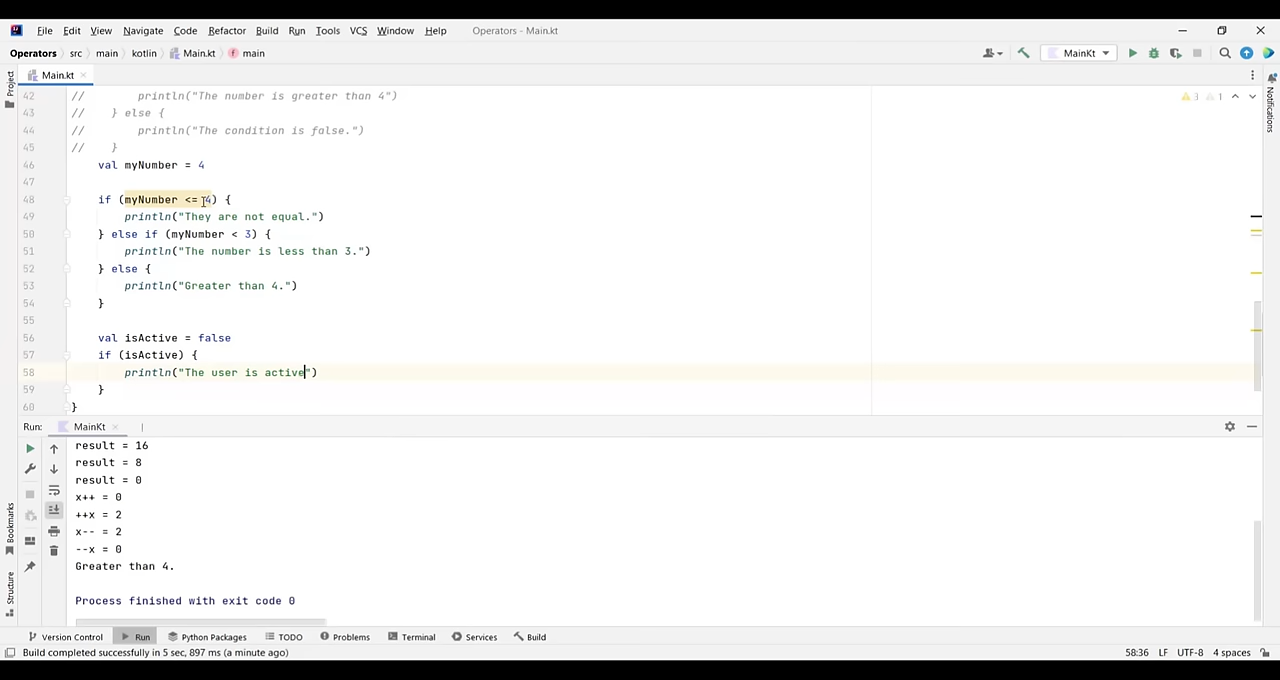 File Edit View Navigate Code Refactor Build Run Tools VCS Window Help Operators - Main.kt
Operators src main kotlin Main.kt main MainKt
Project Main.kt
42 // println("The number is greater than 4") 3 1
43 // } else {
44 // println("The condition is false.")
45 // }
46 val myNumber = 4
47
48 if (myNumber <= 4) {
49 println("They are not equal.")
50 } else if (myNumber < 3) {
51 println("The number is less than 3.")
52 } else {
53 println("Greater than 4.")
54 }
55
56 val isActive = false
57 if (isActive) {
58 println("The user is active")
59 }
60 }
Notifications
Run: MainKt
result = 16
result = 8
result = 0
x++ = 0
++x = 2
x-- = 2
--x = 0
Greater than 4.
Process finished with exit code 0
Bookmarks
Structure
Version Control Run Python Packages TODO Problems Terminal Services Build
Build completed successfully in 5 sec, 897 ms (a minute ago) 58:36 LF UTF-8 4 spaces